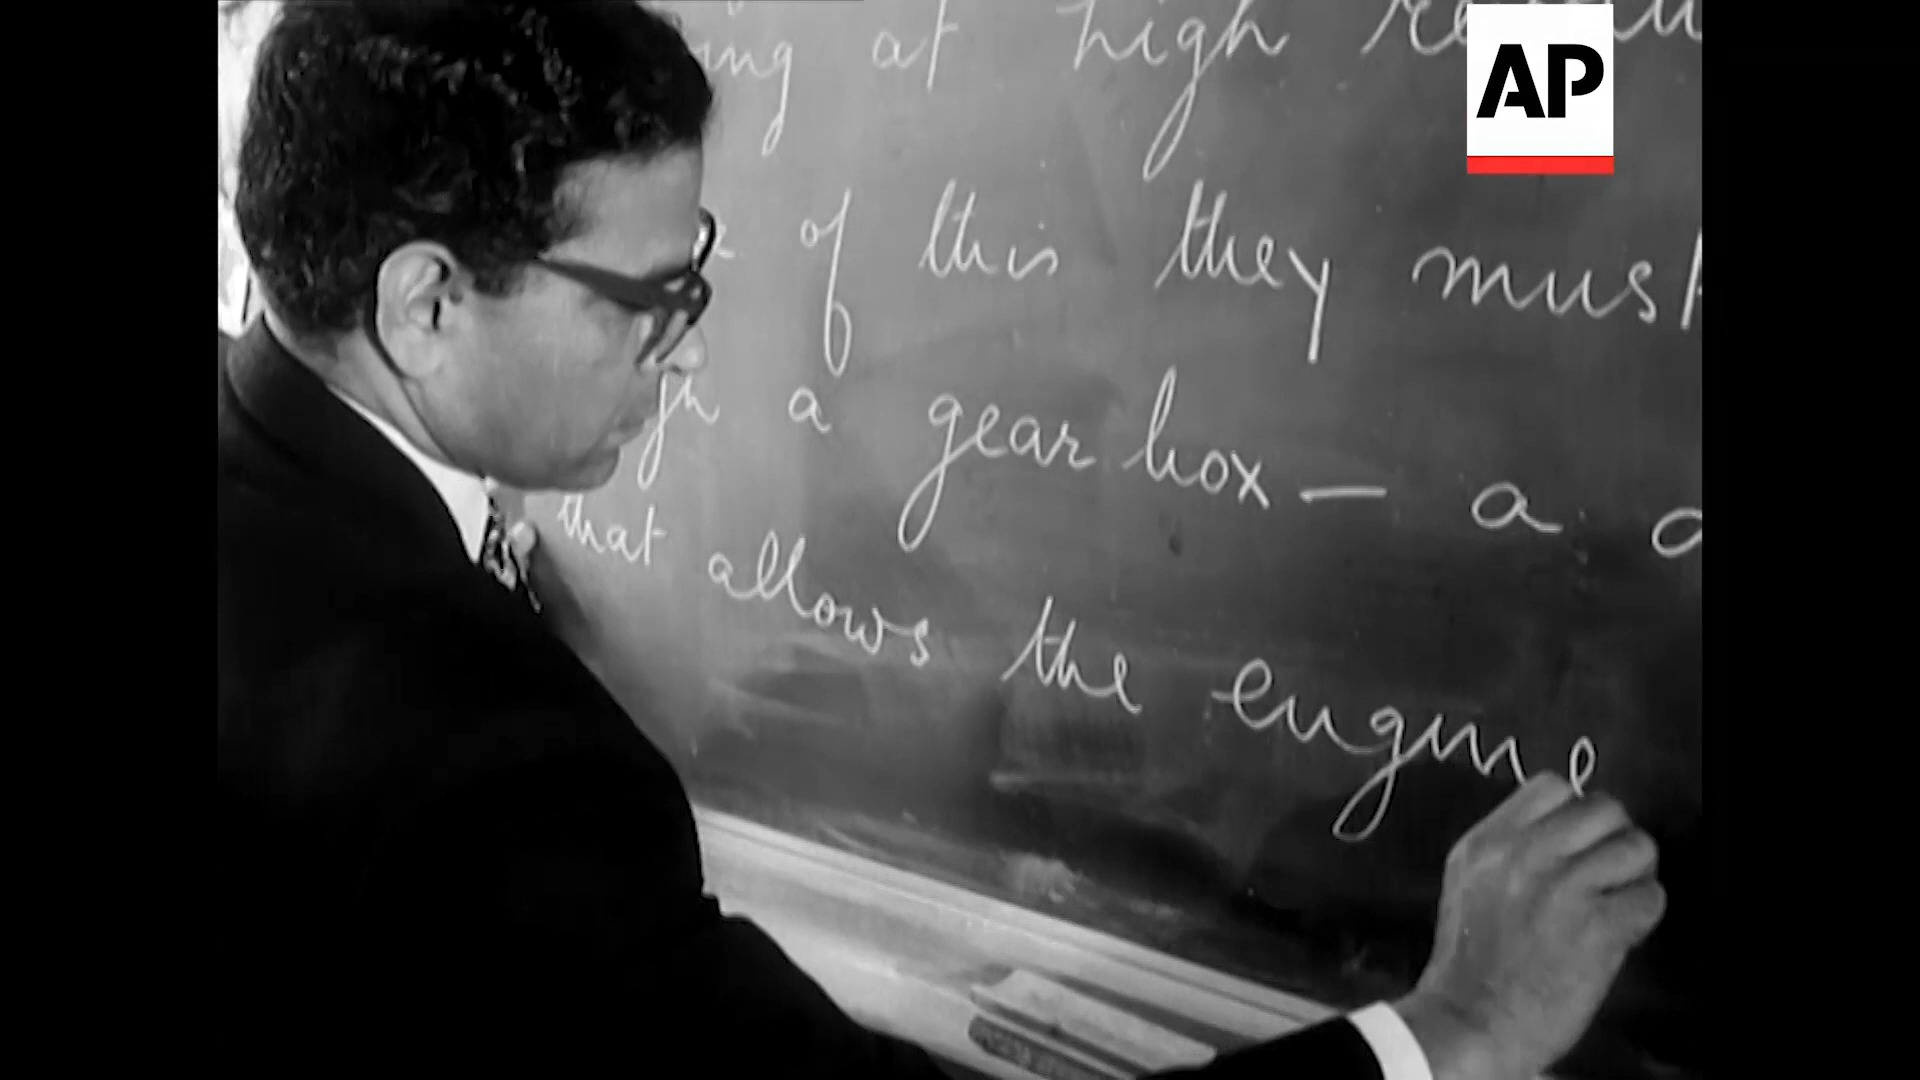 AP
at high
of this they must
a gear box — a
that allows the engine